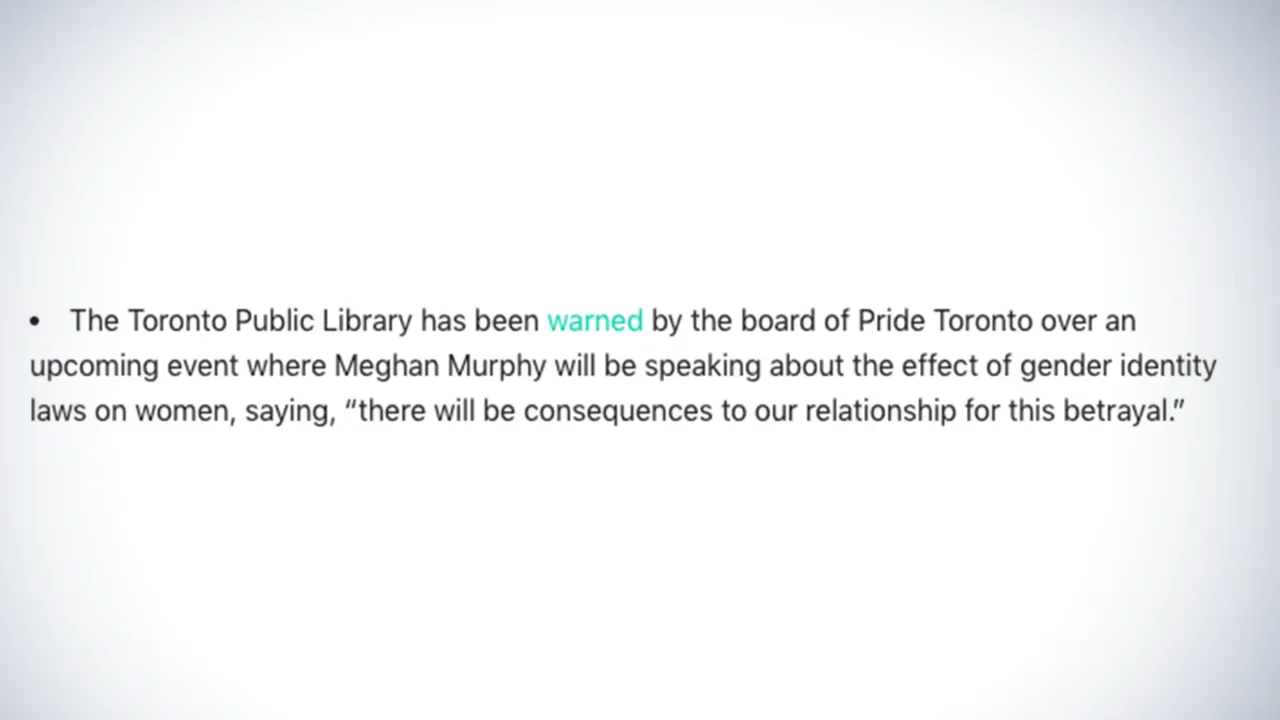 • The Toronto Public Library has been warned by the board of Pride Toronto over an
upcoming event where Meghan Murphy will be speaking about the effect of gender identity
laws on women, saying, “there will be consequences to our relationship for this betrayal.”